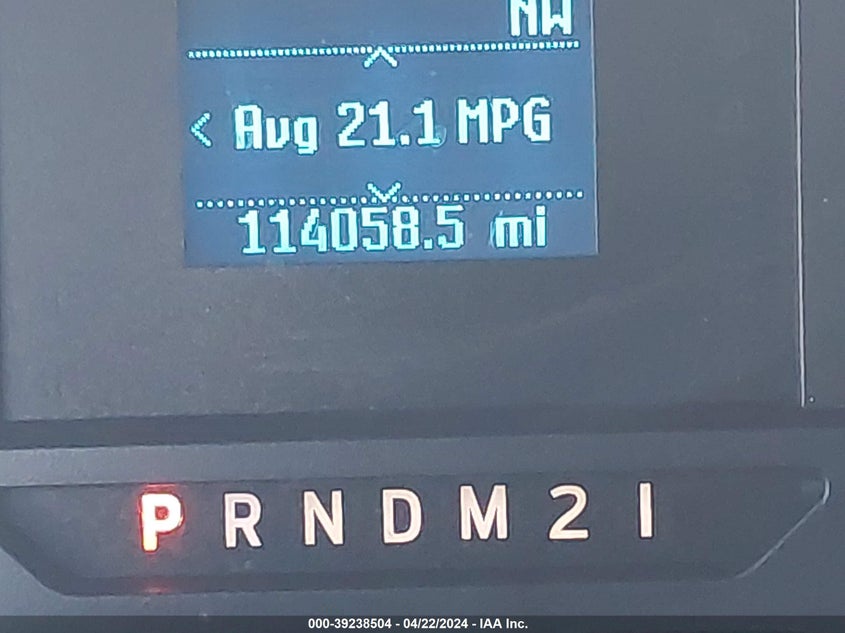 NW
< Avg 21.1 MPG
114058.5 mi
P R N D M 2 1
000-39238504 - 04/22/2024 - IAA Inc.